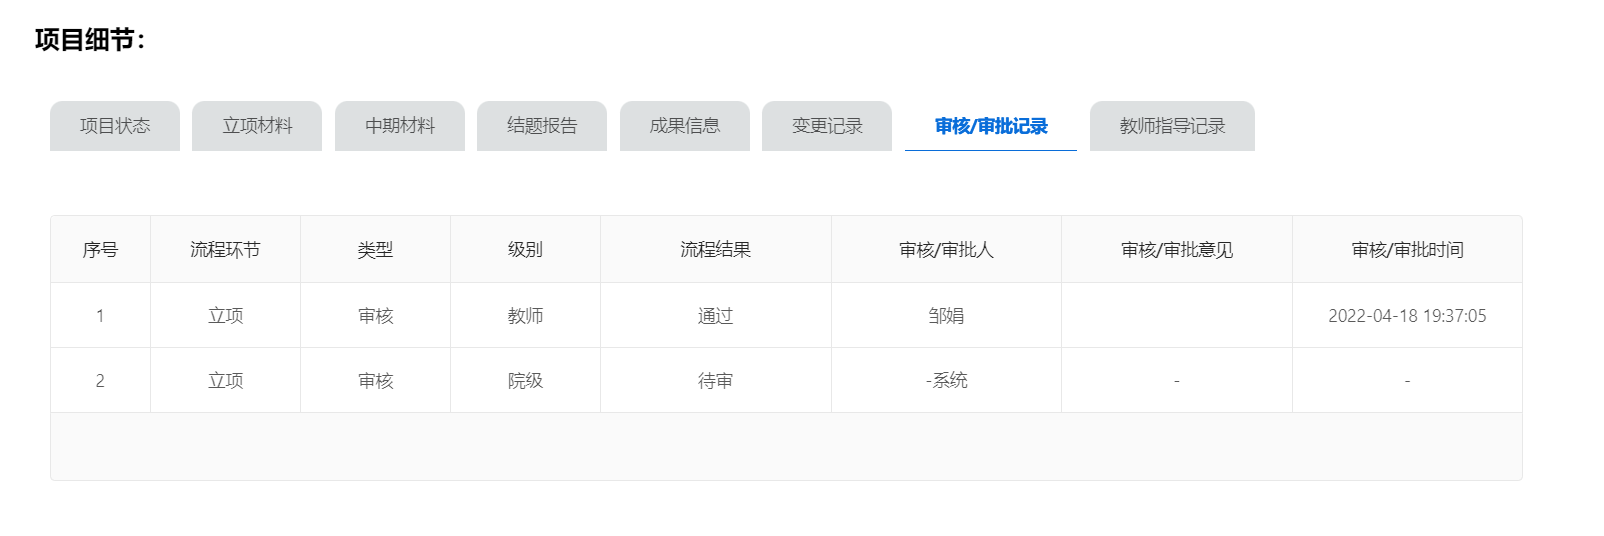 项目细节：
项目状态 立项材料 中期材料 结题报告 成果信息 变更记录 审核/审批记录 教师指导记录
序号 流程环节 类型 级别 流程结果 审核/审批人 审核/审批意见 审核/审批时间
1 立项 审核 教师 通过 邹娟 2022-04-18 19:37:05
2 立项 审核 院级 待审 -系统 - -